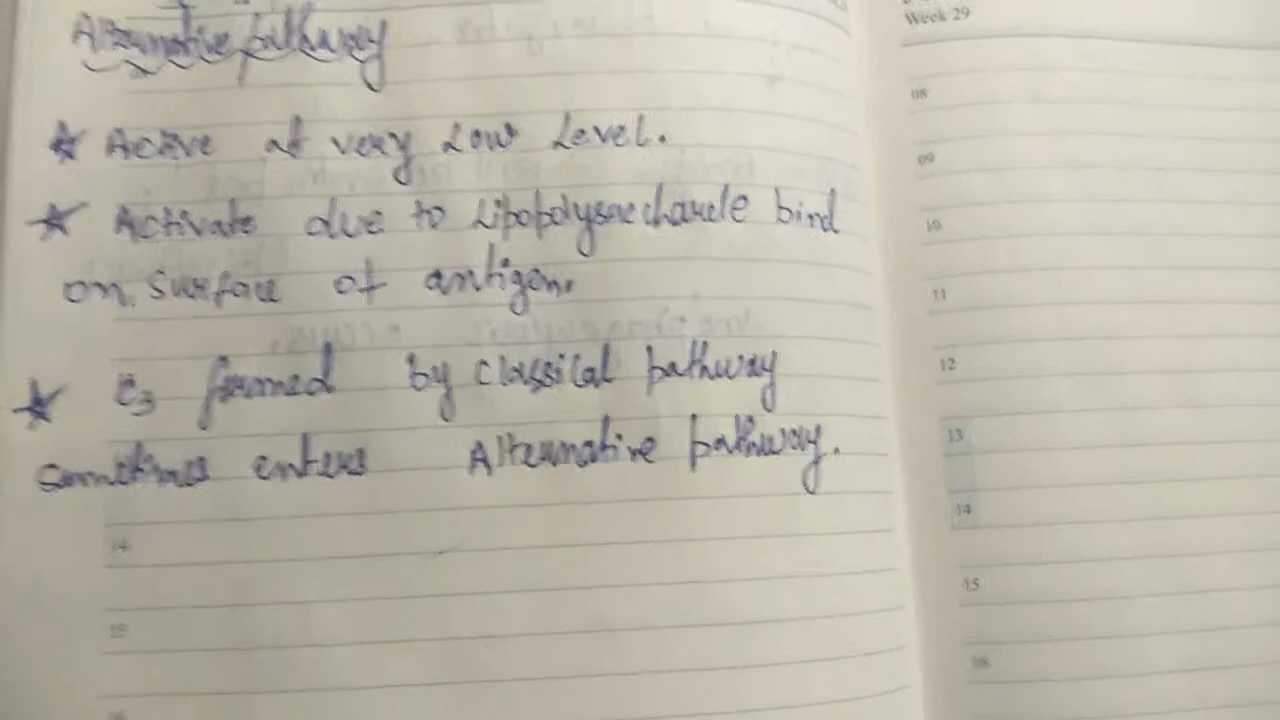 Alternative pathway
Week 29
★ Active at very Low Level.
★ Activate due to Lipopolysaccharide bind
on surface of antigen.
★ C3 formed by classical pathway
sometimes enters Alternative pathway.
14
08
09
10
11
12
13
14
15